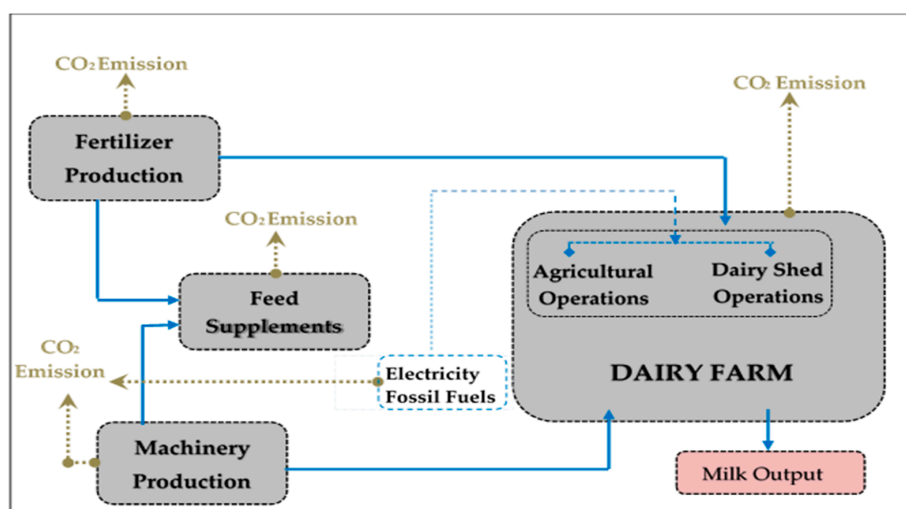 CO₂ Emission
CO₂ Emission
Fertilizer
Production
CO₂ Emission
Agricultural
Operations
Dairy Shed
Operations
Feed
Supplements
CO₂
Emission
Electricity
Fossil Fuels
DAIRY FARM
Machinery
Production
Milk Output